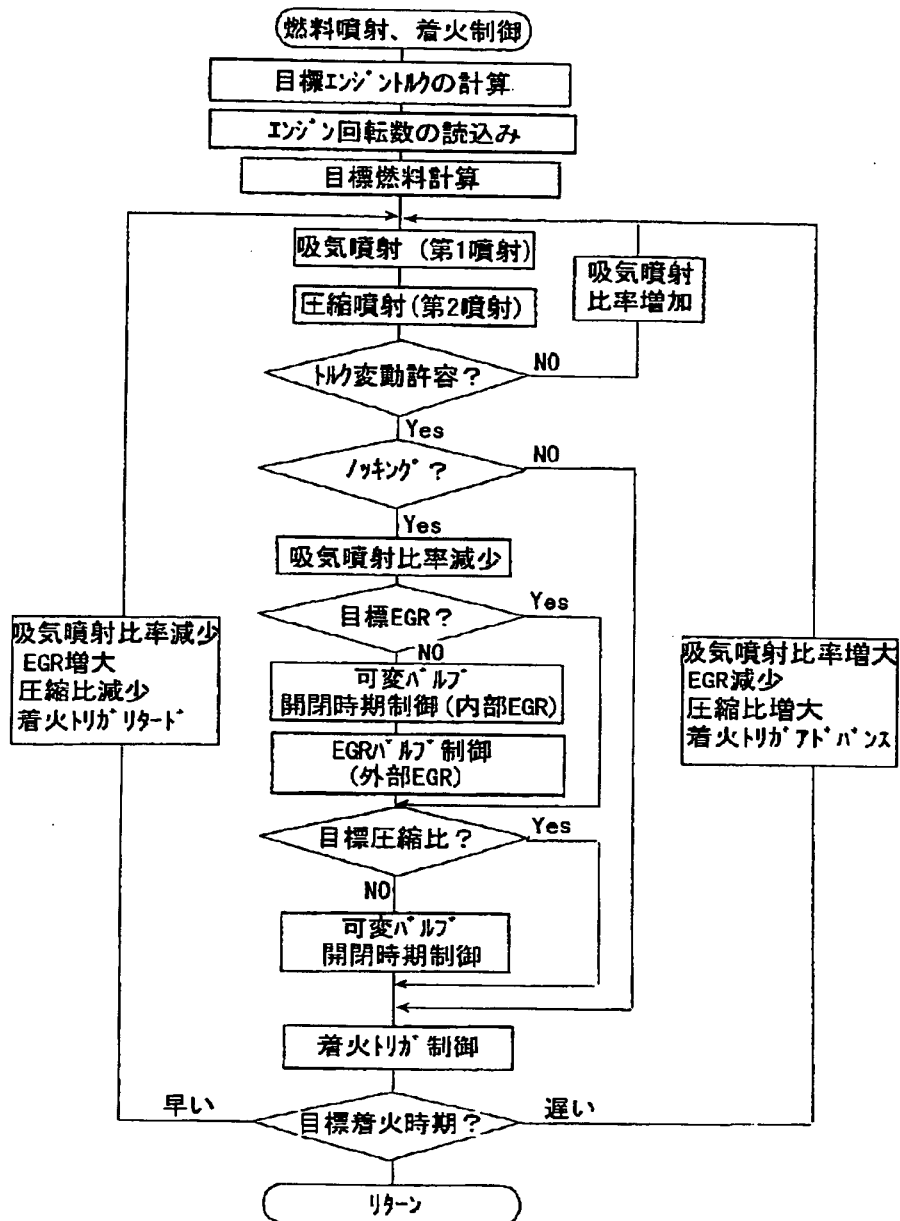 燃料噴射、着火制御
目標ｴﾝｼﾞﾝﾄﾙｸの計算
ｴﾝｼﾞﾝ回転数の読込み
目標燃料計算
吸気噴射 (第1噴射)
吸気噴射
比率増加
圧縮噴射(第2噴射)
ﾄﾙｸ変動許容？
NO
Yes
ﾉｯｷﾝｸﾞ？
NO
Yes
吸気噴射比率減少
目標EGR？
Yes
NO
可変ﾊﾞﾙﾌﾞ
開閉時期制御(内部EGR)
EGRﾊﾞﾙﾌﾞ制御
(外部EGR)
吸気噴射比率減少
EGR増大
圧縮比減少
着火ﾄﾘｶﾞﾘﾀｰﾄﾞ
吸気噴射比率増大
EGR減少
圧縮比増大
着火ﾄﾘｶﾞｱﾄﾞﾊﾞﾝｽ
目標圧縮比？
Yes
NO
可変ﾊﾞﾙﾌﾞ
開閉時期制御
着火ﾄﾘｶﾞ制御
早い
目標着火時期？
遅い
ﾘﾀｰﾝ